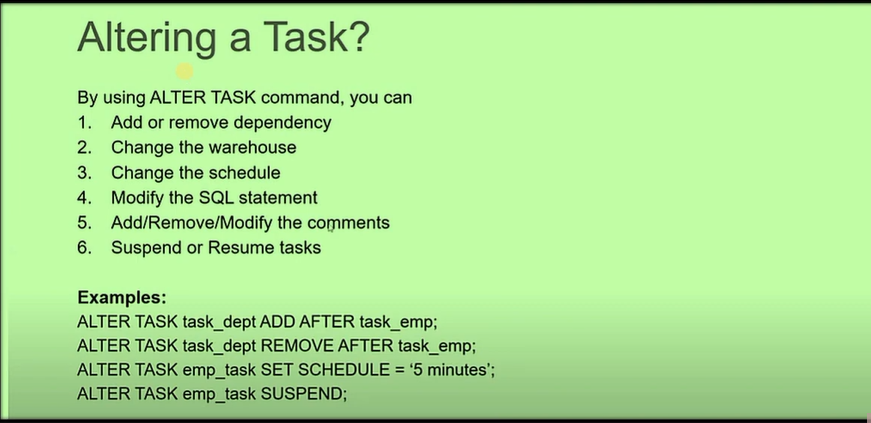 Altering a Task?
By using ALTER TASK command, you can
1. Add or remove dependency
2. Change the warehouse
3. Change the schedule
4. Modify the SQL statement
5. Add/Remove/Modify the comments
6. Suspend or Resume tasks
Examples:
ALTER TASK task_dept ADD AFTER task_emp;
ALTER TASK task_dept REMOVE AFTER task_emp;
ALTER TASK emp_task SET SCHEDULE = ‘5 minutes’;
ALTER TASK emp_task SUSPEND;